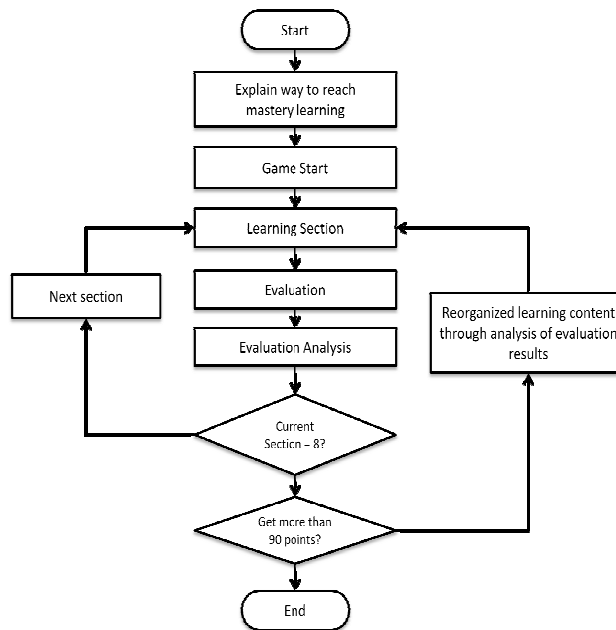 Start
Explain way to reach
mastery learning
Game Start
Learning Section
Next section
Evaluation
Reorganized learning content
through analysis of evaluation
results
Evaluation Analysis
Current
Section – 8?
Get more than
90 points?
End